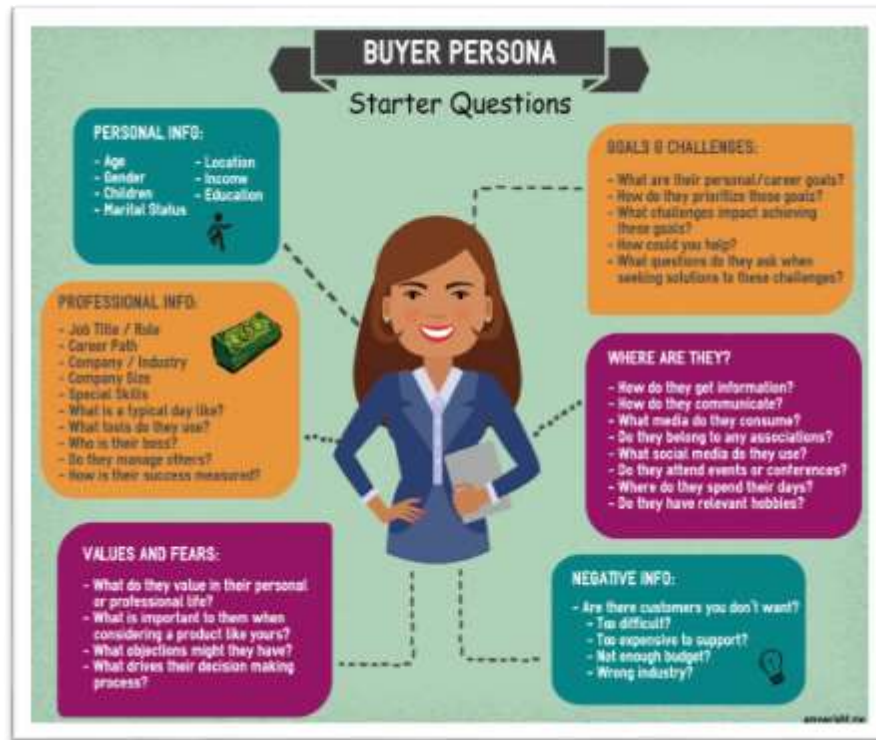 BUYER PERSONA
Starter Questions
PERSONAL INFO:
- Age
- Gender
- Children
- Marital Status
- Location
- Income
- Education
PROFESSIONAL INFO:
- Job Title / Role
- Career Path
- Company / Industry
- Company Size
- Special Skills
- What is a typical day like?
- What tools do they use?
- Who is their boss?
- Do they manage others?
- How is their success measured?
VALUES AND FEARS:
- What do they value in their personal
or professional life?
- What is important to them when
considering a product like yours?
- What objections might they have?
- What drives their decision making
process?
GOALS & CHALLENGES:
- What are their personal/career goals?
- How do they prioritize these goals?
- What challenges impact achieving
these goals?
- How could you help?
- What questions do they ask when
seeking solutions to these challenges?
WHERE ARE THEY?
- How do they get information?
- How do they communicate?
- What media do they consume?
- Do they belong to any associations?
- What social media do they use?
- Do they attend events or conferences?
- Where do they spend their days?
- Do they have relevant hobbies?
NEGATIVE INFO:
- Are there customers you don't want?
- Too difficult?
- Too expensive to support?
- Not enough budget?
- Wrong industry?